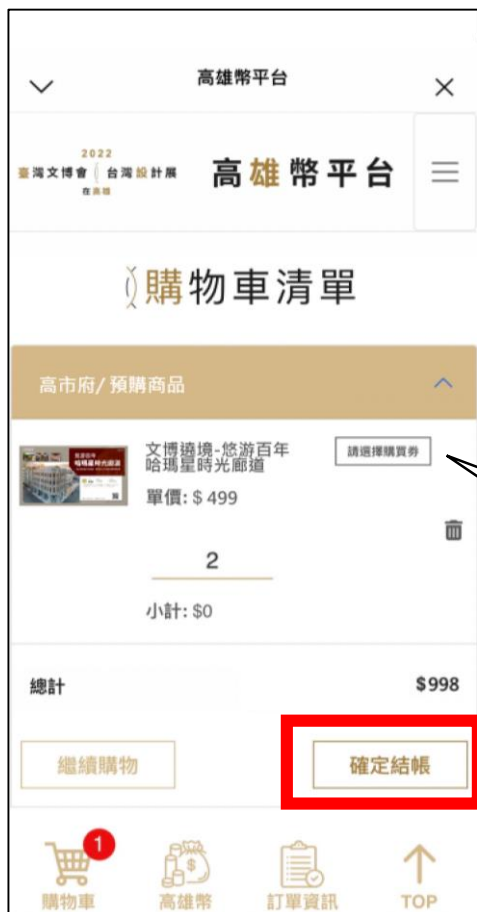 高雄幣平台
2022
臺灣文博會 台灣設計展
在高雄
高雄幣平台
購物車清單
高市府/預購商品
文博遶境-悠游百年
哈瑪星時光廊道
請選擇購買券
單價: $ 499
2
小計: $0
總計
$998
繼續購物
確定結帳
1
購物車
高雄幣
訂單資訊
TOP